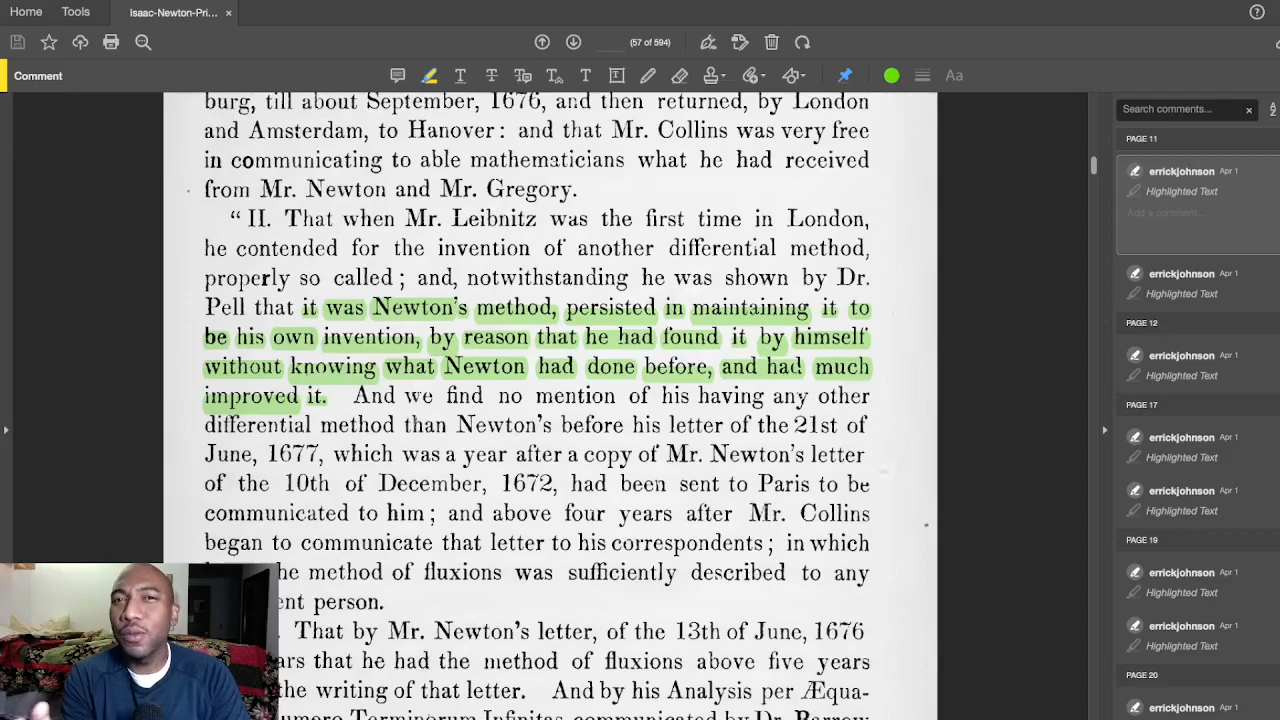 Home
Tools
Isaac-Newton-Pri...
×
(57 of 594)
Comment
Aa
Search comments...
×
burg, till about September, 1676, and then returned, by London
and Amsterdam, to Hanover: and that Mr. Collins was very free
in communicating to able mathematicians what he had received
from Mr. Newton and Mr. Gregory.
“ II. That when Mr. Leibnitz was the first time in London,
he contended for the invention of another differential method,
properly so called ; and, notwithstanding he was shown by Dr.
Pell that it was Newton's method, persisted in maintaining it to
be his own invention, by reason that he had found it by himself
without knowing what Newton had done before, and had much
improved it. And we find no mention of his having any other
differential method than Newton's before his letter of the 21st of
June, 1677, which was a year after a copy of Mr. Newton's letter
of the 10th of December, 1672, had been sent to Paris to be
communicated to him ; and above four years after Mr. Collins
began to communicate that letter to his correspondents ; in which
he method of fluxions was sufficiently described to any
ent person.
That by Mr. Newton's letter, of the 13th of June, 1676
ars that he had the method of fluxions above five years
the writing of that letter. And by his Analysis per Æqua-
umero Terminorum Infinitas communicated by Dr. Barrow
PAGE 11
errickjohnson Apr 1
Highlighted Text
Add a comment...
errickjohnson Apr 1
Highlighted Text
PAGE 12
errickjohnson Apr 1
Highlighted Text
PAGE 17
errickjohnson Apr 1
Highlighted Text
errickjohnson Apr 1
Highlighted Text
PAGE 19
errickjohnson Apr 1
Highlighted Text
errickjohnson Apr 1
Highlighted Text
PAGE 20
errickjohnson Apr 1